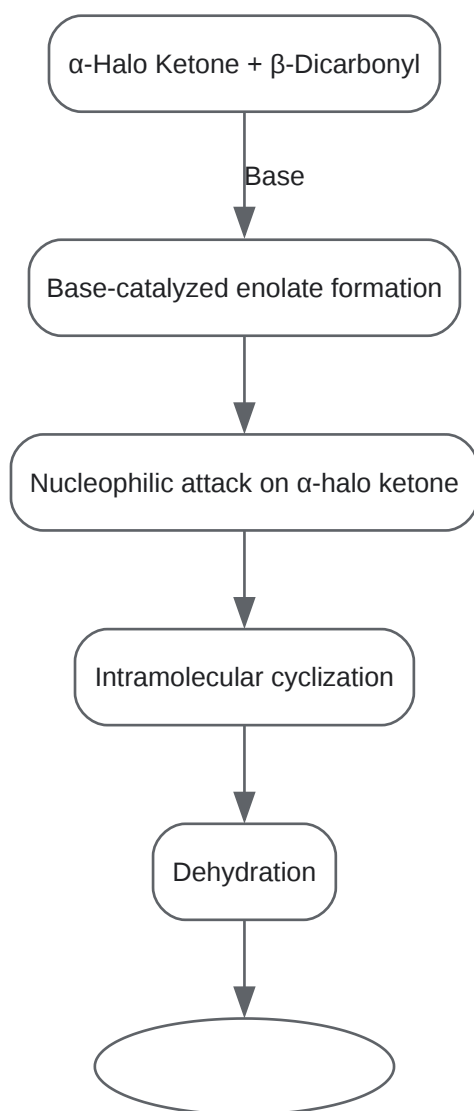 α-Halo Ketone + β-Dicarbonyl
Base
Base-catalyzed enolate formation
Nucleophilic attack on α-halo ketone
Intramolecular cyclization
Dehydration